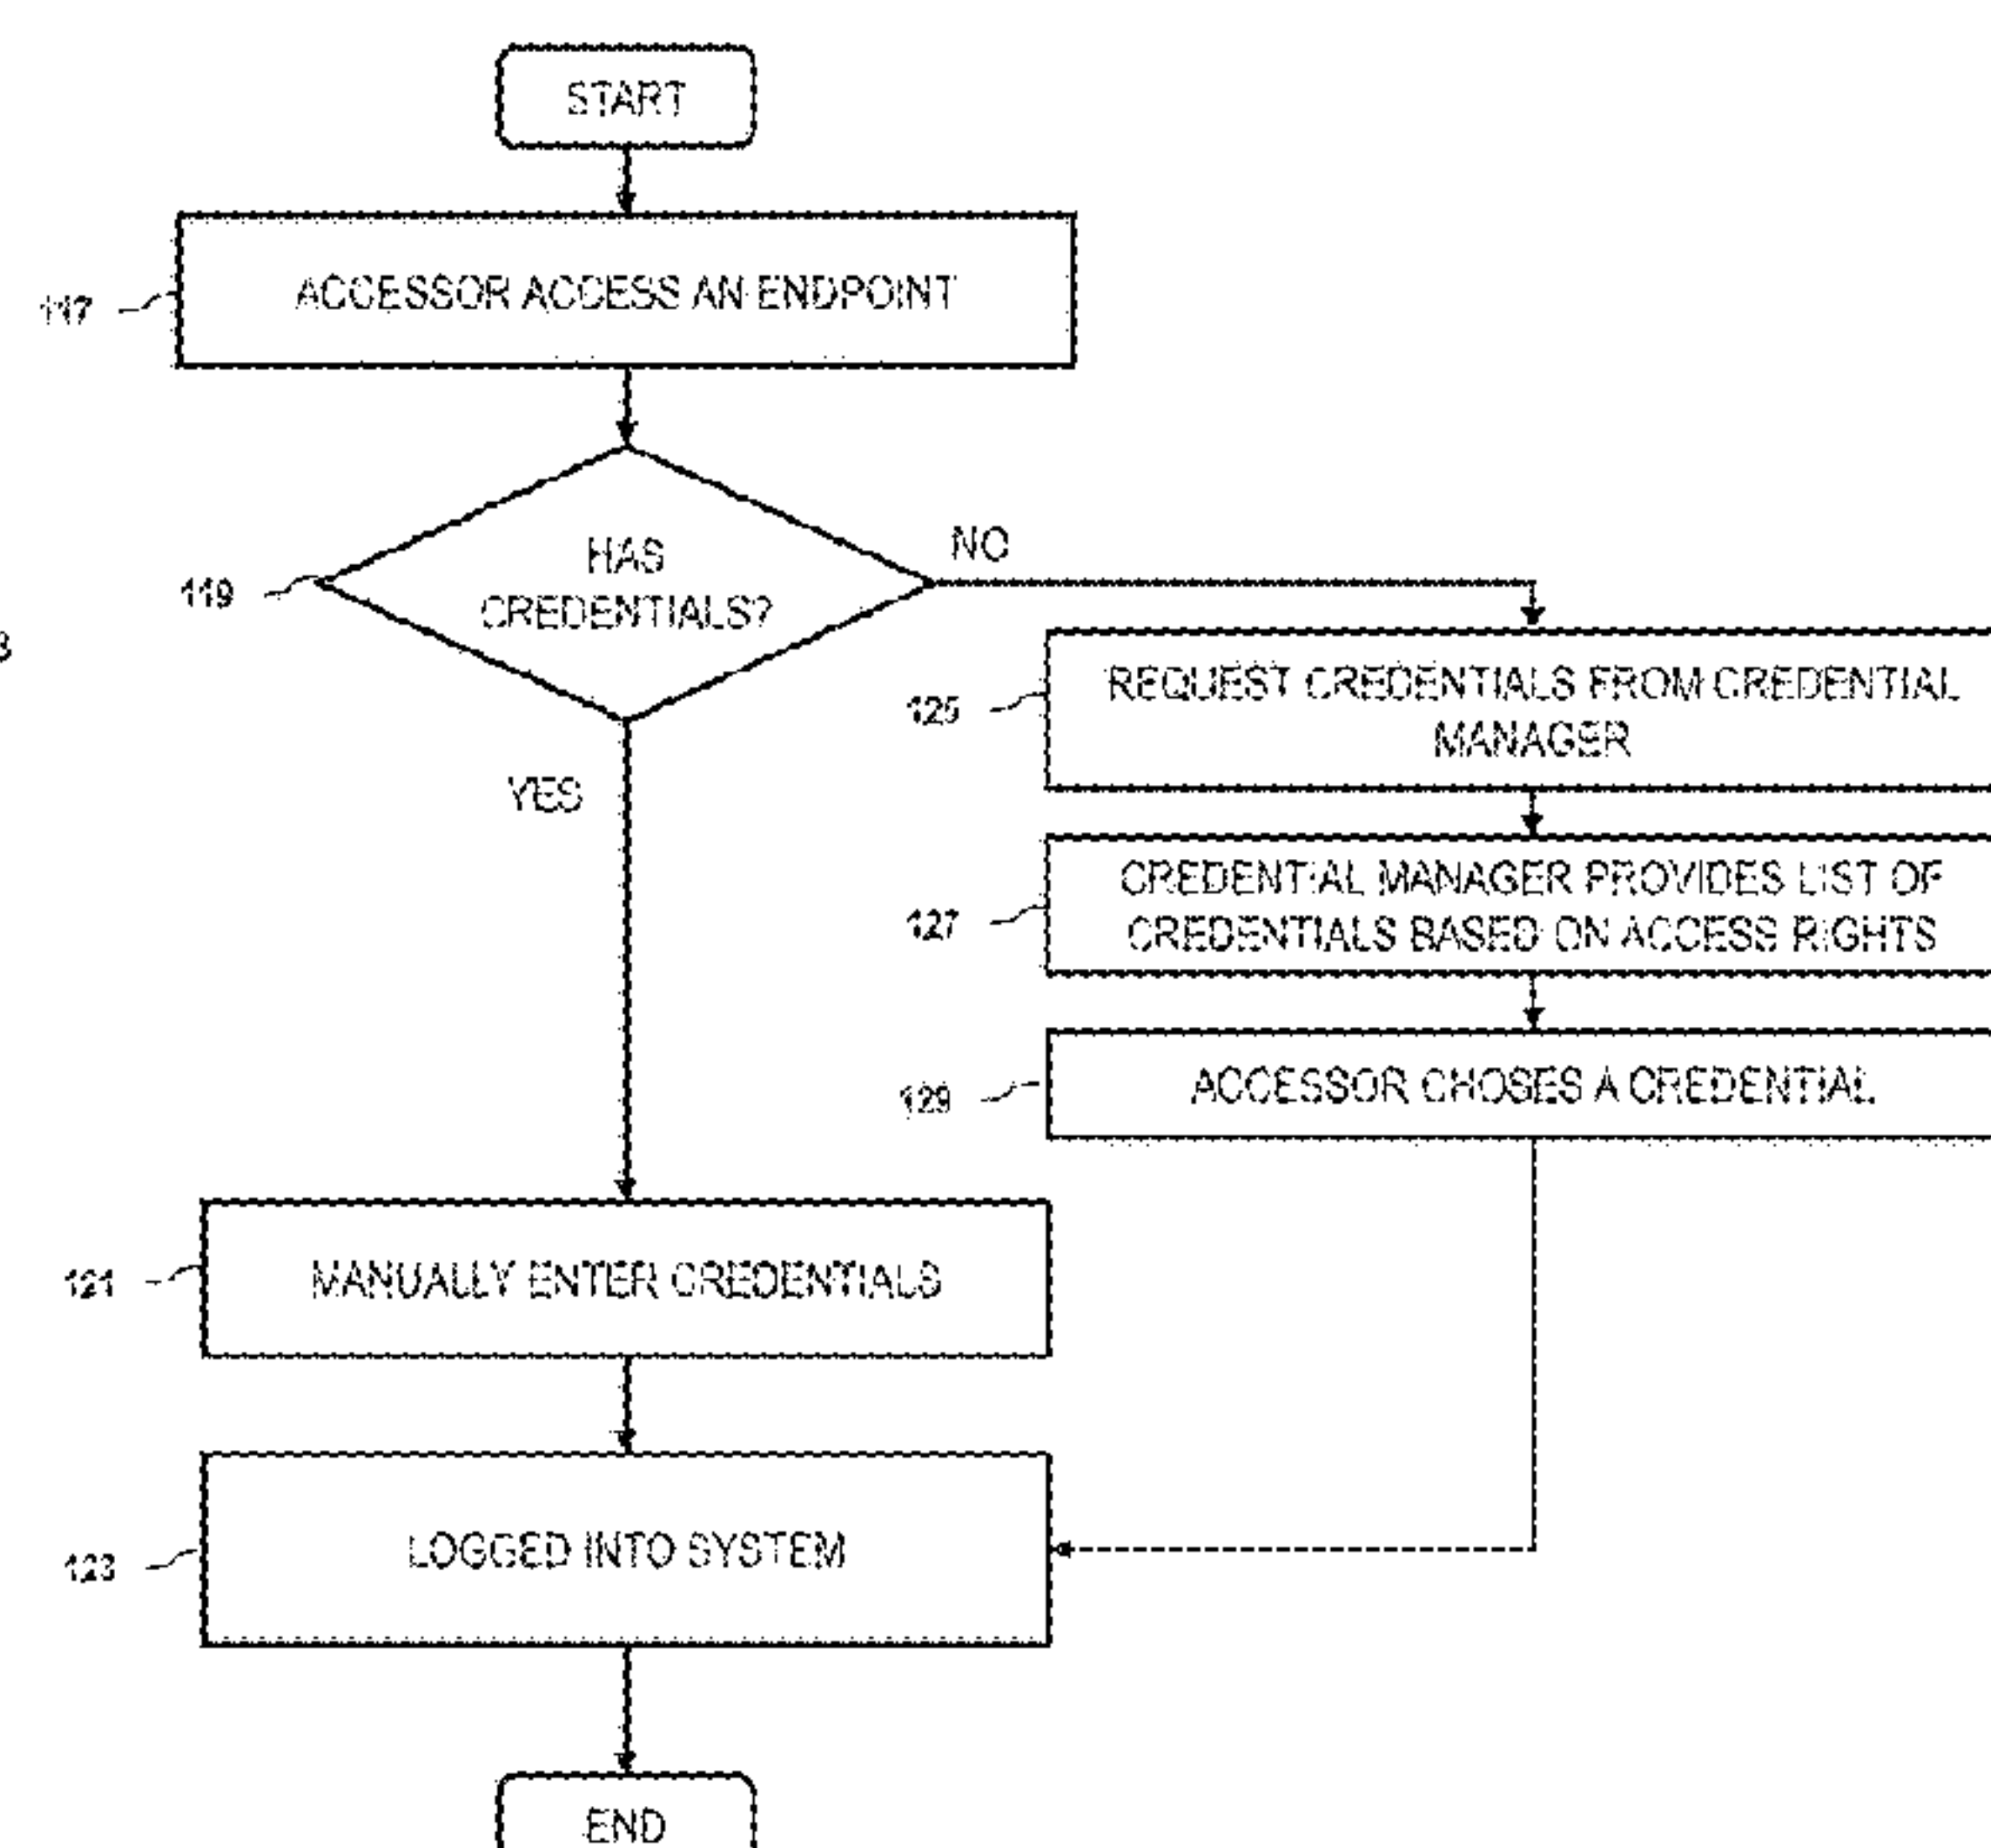 START
117
ACCESSOR ACCESS AN ENDPOINT
119
HAS
CREDENTIALS?
NO
YES
125
REQUEST CREDENTIALS FROM CREDENTIAL
MANAGER
127
CREDENTIAL MANAGER PROVIDES LIST OF
CREDENTIALS BASED ON ACCESS RIGHTS
129
ACCESSOR CHOSES A CREDENTIAL
121
MANUALLY ENTER CREDENTIALS
123
LOGGED INTO SYSTEM
END